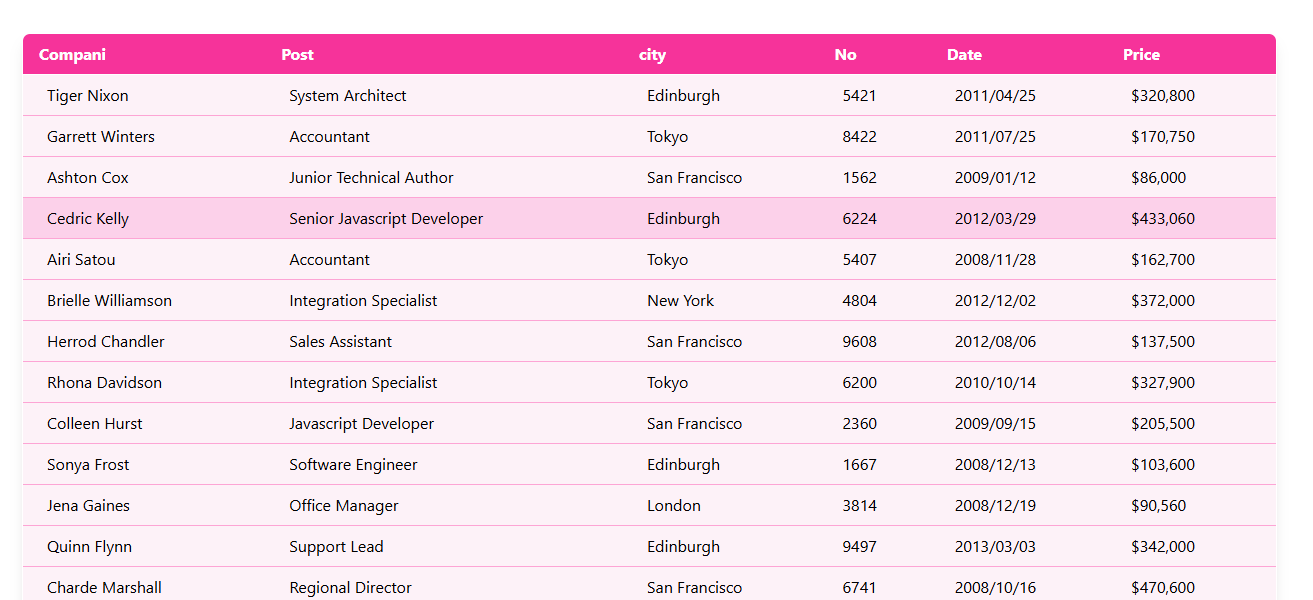 Compani Post city No Date Price
Tiger Nixon System Architect Edinburgh 5421 2011/04/25 $320,800
Garrett Winters Accountant Tokyo 8422 2011/07/25 $170,750
Ashton Cox Junior Technical Author San Francisco 1562 2009/01/12 $86,000
Cedric Kelly Senior Javascript Developer Edinburgh 6224 2012/03/29 $433,060
Airi Satou Accountant Tokyo 5407 2008/11/28 $162,700
Brielle Williamson Integration Specialist New York 4804 2012/12/02 $372,000
Herrod Chandler Sales Assistant San Francisco 9608 2012/08/06 $137,500
Rhona Davidson Integration Specialist Tokyo 6200 2010/10/14 $327,900
Colleen Hurst Javascript Developer San Francisco 2360 2009/09/15 $205,500
Sonya Frost Software Engineer Edinburgh 1667 2008/12/13 $103,600
Jena Gaines Office Manager London 3814 2008/12/19 $90,560
Quinn Flynn Support Lead Edinburgh 9497 2013/03/03 $342,000
Charde Marshall Regional Director San Francisco 6741 2008/10/16 $470,600